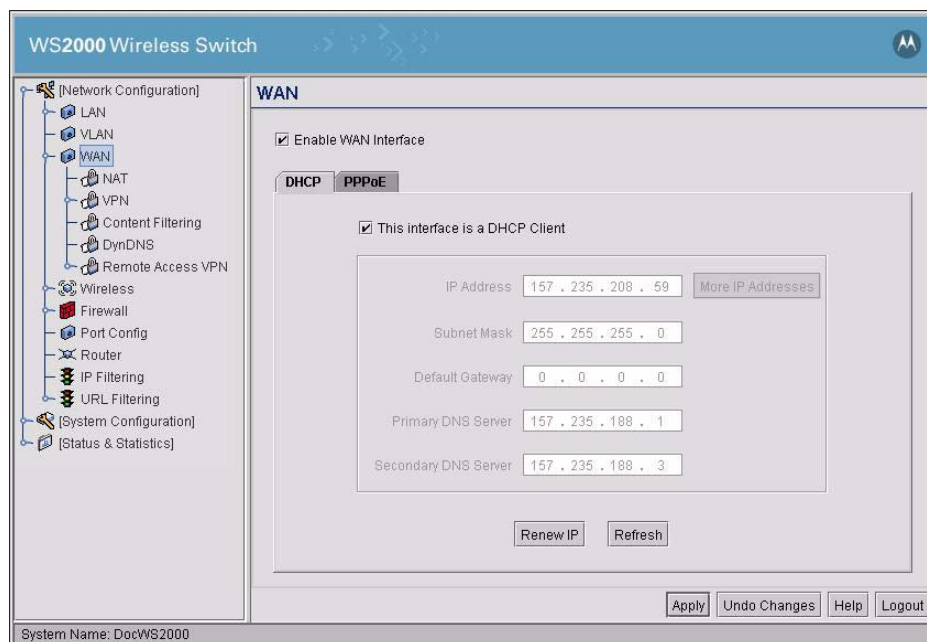 WS2000 Wireless Switch
[Network Configuration]
LAN
VLAN
WAN
NAT
VPN
Content Filtering
DynDNS
Remote Access VPN
Wireless
Firewall
Port Config
Router
IP Filtering
URL Filtering
[System Configuration]
[Status & Statistics]
WAN
Enable WAN Interface
DHCP PPPoE
This interface is a DHCP Client
IP Address 157 . 235 . 208 . 59 More IP Addresses
Subnet Mask 255 . 255 . 255 . 0
Default Gateway 0 . 0 . 0 . 0
Primary DNS Server 157 . 235 . 188 . 1
Secondary DNS Server 157 . 235 . 188 . 3
Renew IP Refresh
Apply Undo Changes Help Logout
System Name: DocWS2000